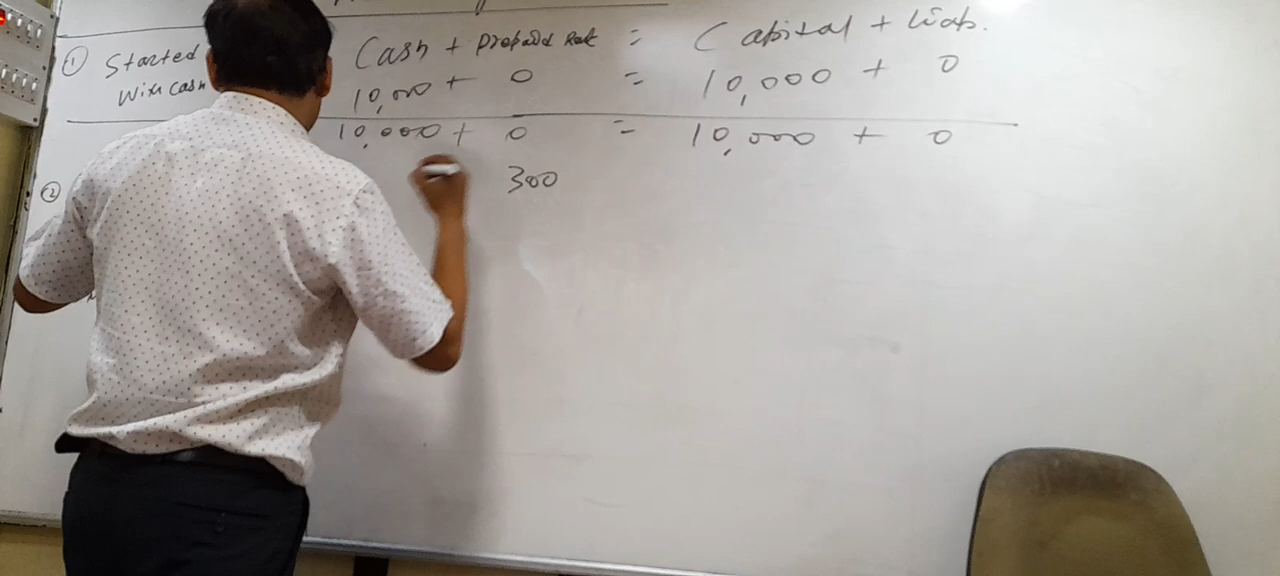 ① Started Cash + Prepaid Rent = Capital + Liab.
With cash 10,000 + 0 = 10,000 + 0
10,000 + 0 = 10,000 + 0
② 300